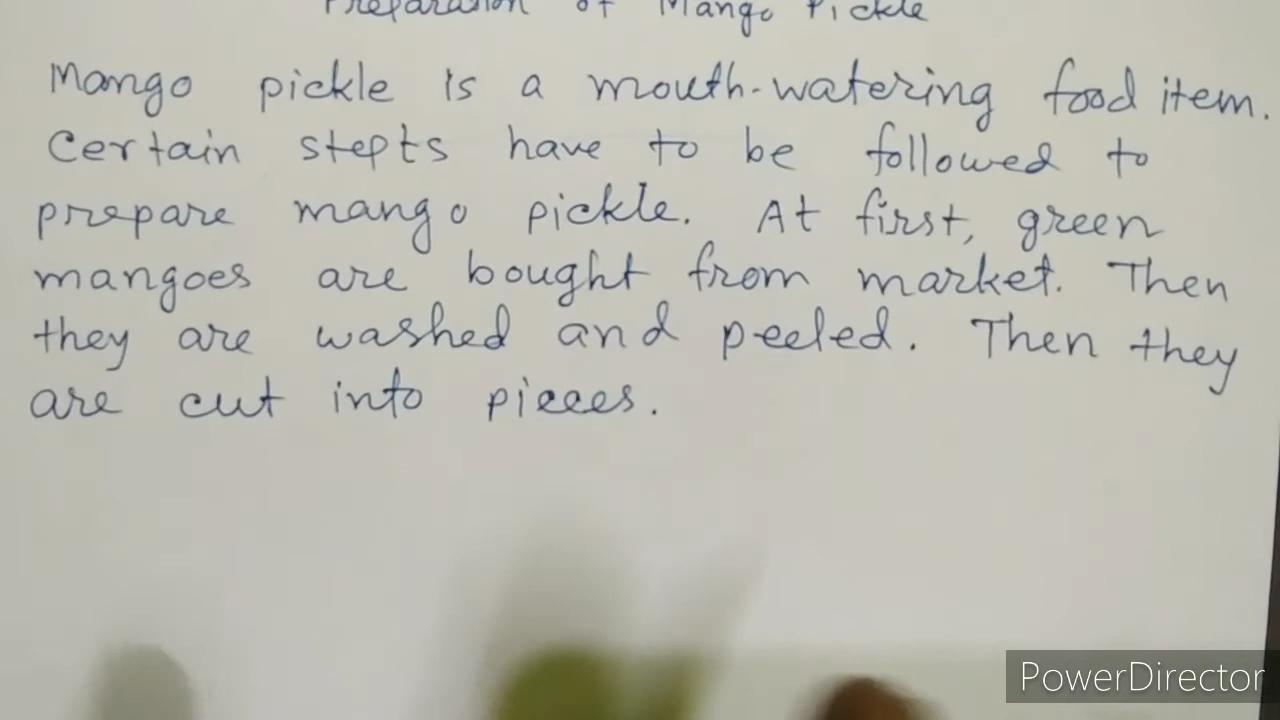 Preparation of Mango Pickle
Mango pickle is a mouth-watering food item.
Certain stepts have to be followed to
prepare mango pickle. At first, green
mangoes are bought from market. Then
they are washed and peeled. Then they
are cut into pieces.
PowerDirector